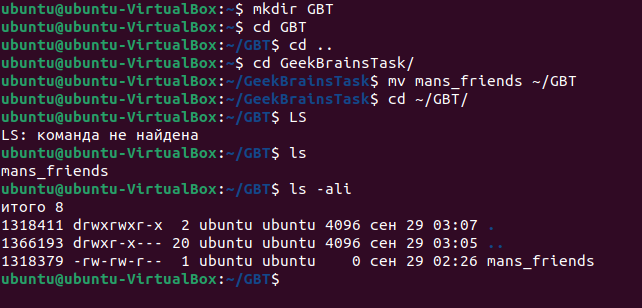 ubuntu@ubuntu-VirtualBox:~$ mkdir GBT
ubuntu@ubuntu-VirtualBox:~$ cd GBT
ubuntu@ubuntu-VirtualBox:~/GBT$ cd ..
ubuntu@ubuntu-VirtualBox:~$ cd GeekBrainsTask/
ubuntu@ubuntu-VirtualBox:~/GeekBrainsTask$ mv mans_friends ~/GBT
ubuntu@ubuntu-VirtualBox:~/GeekBrainsTask$ cd ~/GBT/
ubuntu@ubuntu-VirtualBox:~/GBT$ LS
LS: команда не найдена
ubuntu@ubuntu-VirtualBox:~/GBT$ ls
mans_friends
ubuntu@ubuntu-VirtualBox:~/GBT$ ls -ali
итого 8
1318411 drwxrwxr-x  2 ubuntu ubuntu 4096 сен 29 03:07 .
1366193 drwxr-x--- 20 ubuntu ubuntu 4096 сен 29 03:05 ..
1318379 -rw-rw-r--  1 ubuntu ubuntu    0 сен 29 02:26 mans_friends
ubuntu@ubuntu-VirtualBox:~/GBT$